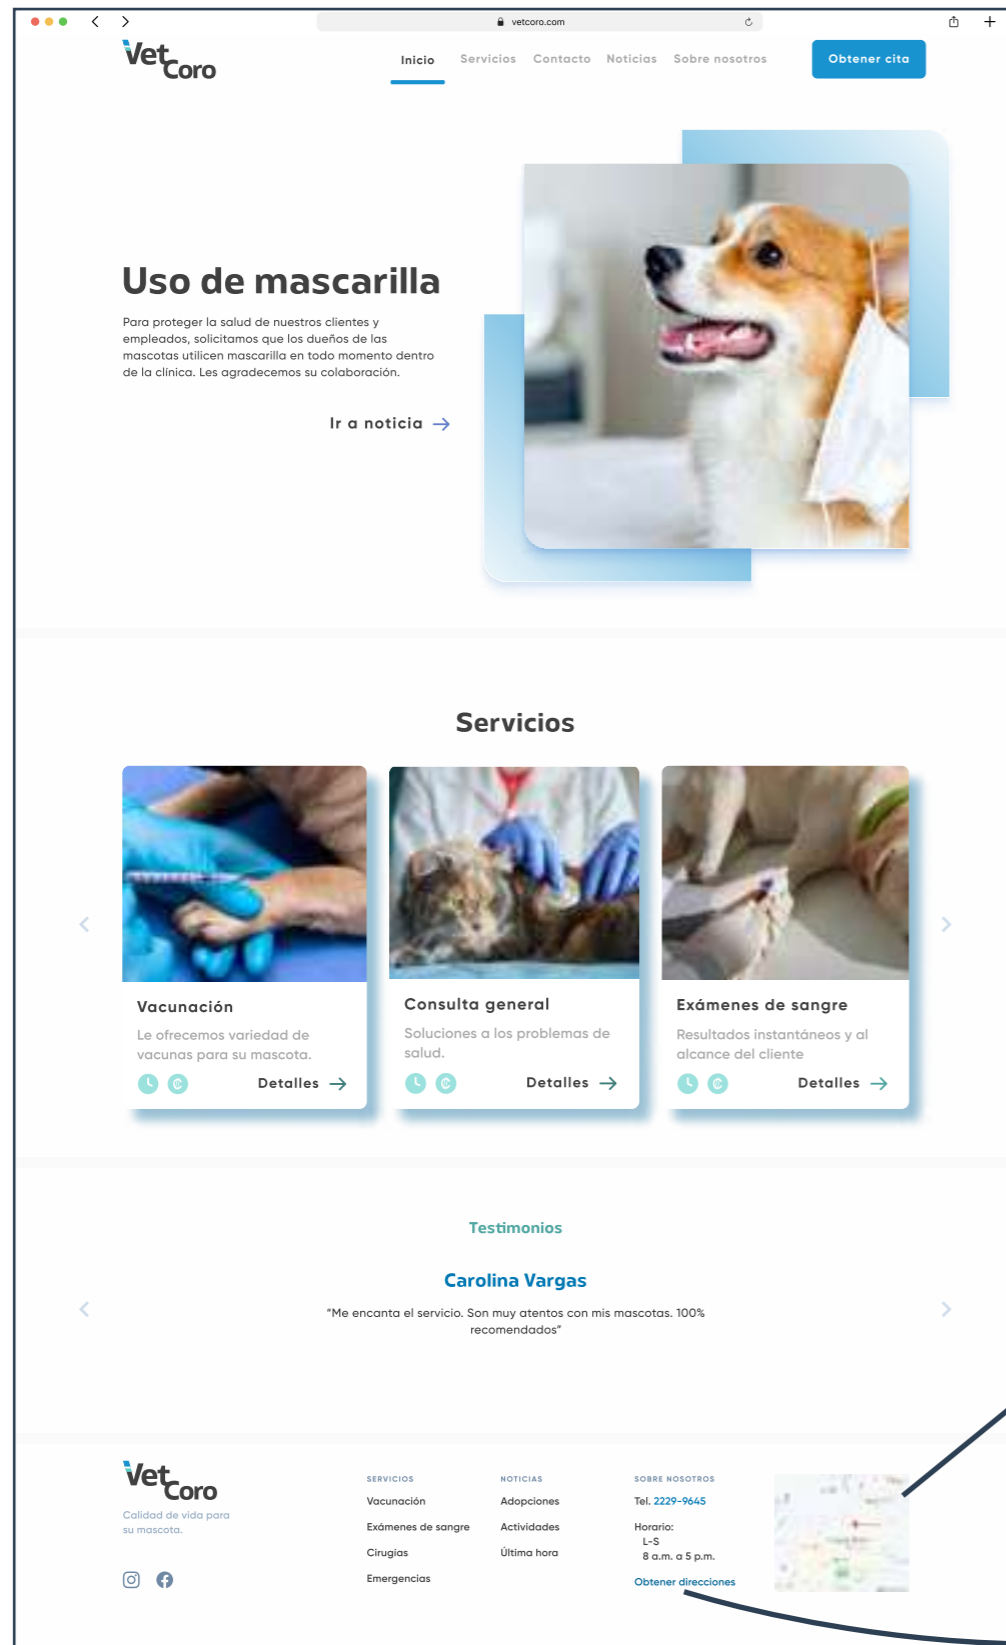 vetcoro.com
Vet Coro
Inicio Servicios Contacto Noticias Sobre nosotros Obtener cita
Uso de mascarilla
Para proteger la salud de nuestros clientes y
empleados, solicitamos que los dueños de las
mascotas utilicen mascarilla en todo momento dentro
de la clínica. Les agradecemos su colaboración.
Ir a noticia
Servicios
Vacunación
Le ofrecemos variedad de
vacunas para su mascota.
Detalles
Consulta general
Soluciones a los problemas de
salud.
Detalles
Exámenes de sangre
Resultados instantáneos y al
alcance del cliente
Detalles
Testimonios
Carolina Vargas
“Me encanta el servicio. Son muy atentos con mis mascotas. 100%
recomendados”
Vet Coro
Calidad de vida para
su mascota.
SERVICIOS
Vacunación
Exámenes de sangre
Cirugías
Emergencias
NOTICIAS
Adopciones
Actividades
Última hora
SOBRE NOSOTROS
Tel. 2229-9645
Horario:
L-S
8 a.m. a 5 p.m.
Obtener direcciones